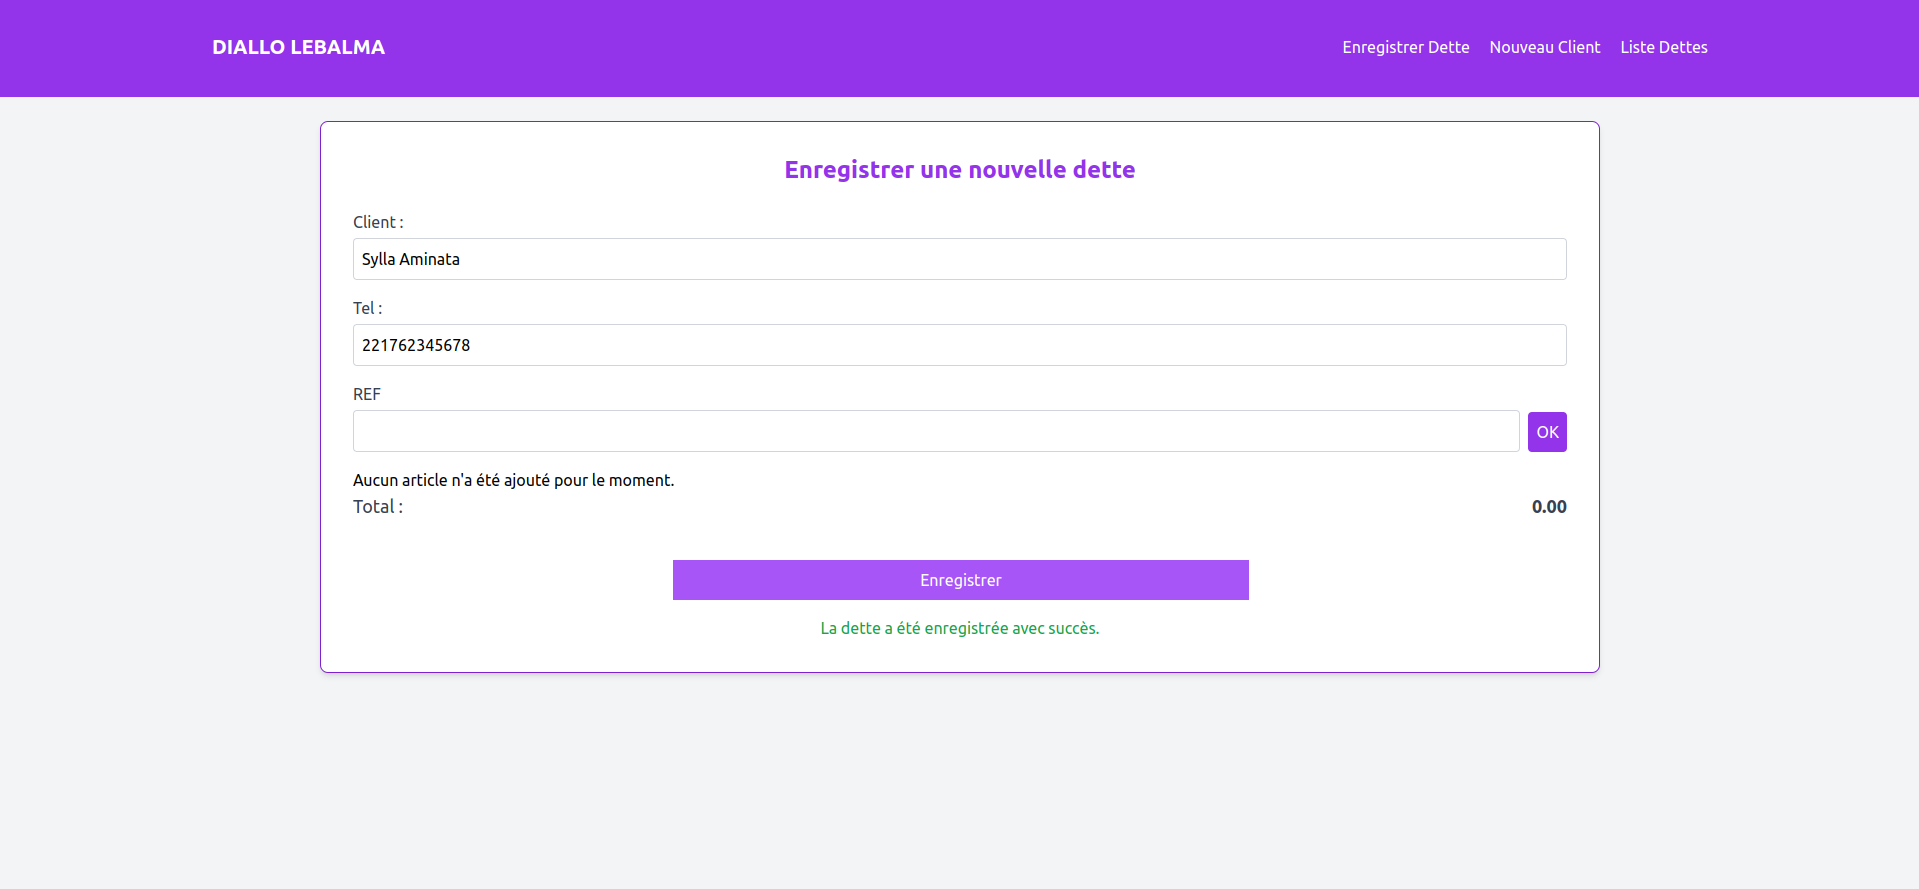 DIALLO LEBALMA
Enregistrer Dette Nouveau Client Liste Dettes
Enregistrer une nouvelle dette
Client :
Sylla Aminata
Tel :
221762345678
REF
OK
Aucun article n'a été ajouté pour le moment.
Total : 0.00
Enregistrer
La dette a été enregistrée avec succès.